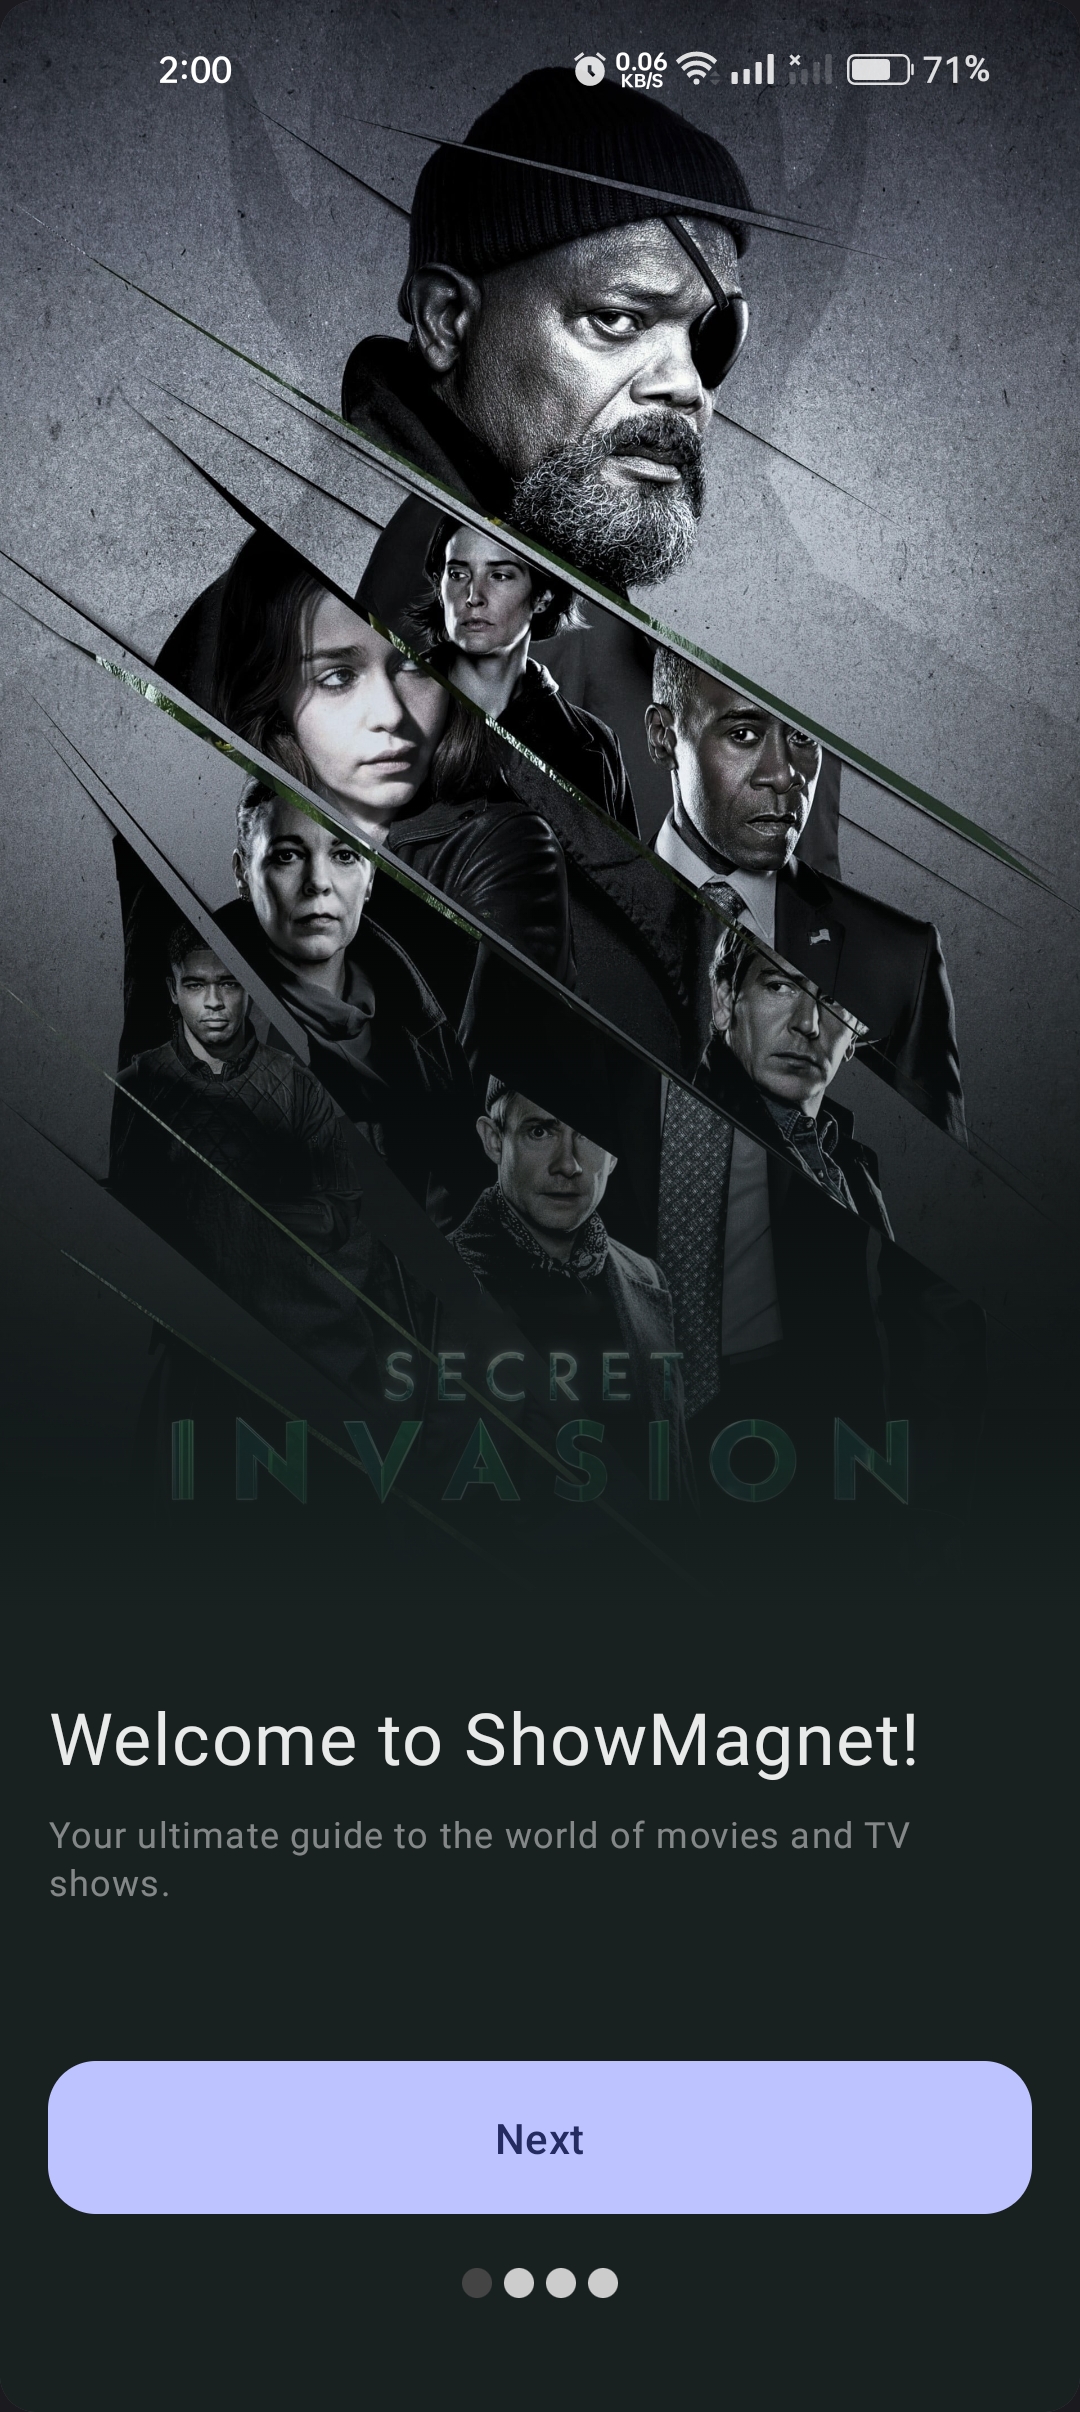 2:00
0.06
KB/S
71%
SECRET
INVASION
Welcome to ShowMagnet!
Your ultimate guide to the world of movies and TV
shows.
Next